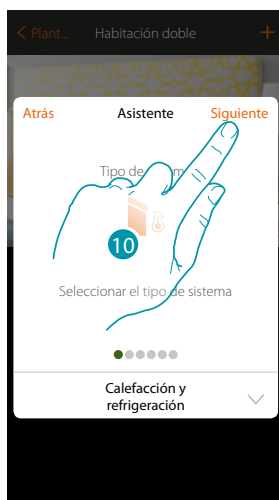 < Plant... Habitación doble +
Atrás Asistente Siguiente
Tipo de
10
Seleccionar el tipo de sistema
Calefacción y
refrigeración